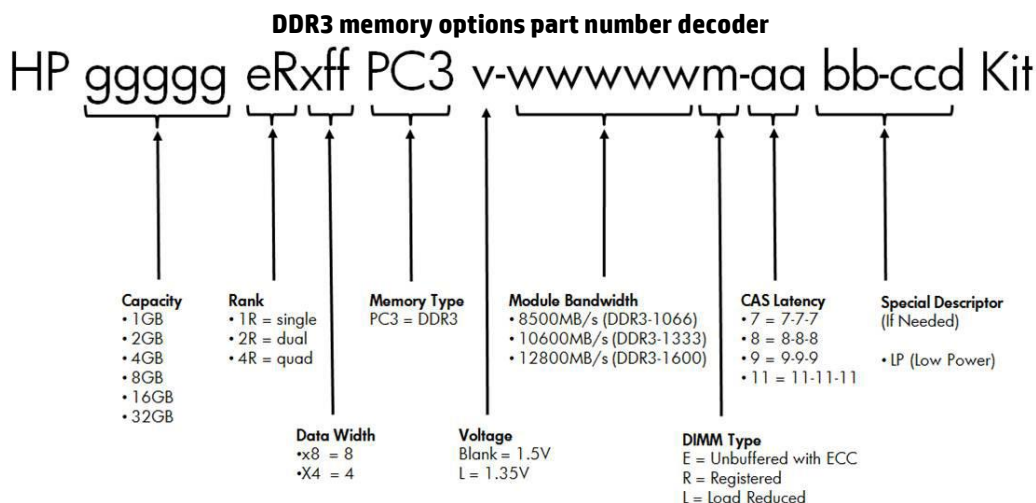 DDR3 memory options part number decoder
HP ggggg eRxff PC3 v-wwwwwm-aa bb-ccd Kit
Capacity
• 1GB
• 2GB
• 4GB
• 8GB
• 16GB
• 32GB
Rank
• 1R = single
• 2R = dual
• 4R = quad
Memory Type
PC3 = DDR3
Module Bandwidth
• 8500MB/s (DDR3-1066)
• 10600MB/s (DDR3-1333)
• 12800MB/s (DDR3-1600)
CAS Latency
• 7 = 7-7-7
• 8 = 8-8-8
• 9 = 9-9-9
• 11 = 11-11-11
Special Descriptor
(If Needed)
• LP (Low Power)
Data Width
•x8 = 8
•X4 = 4
Voltage
Blank = 1.5V
L = 1.35V
DIMM Type
E = Unbuffered with ECC
R = Registered
L = Load Reduced